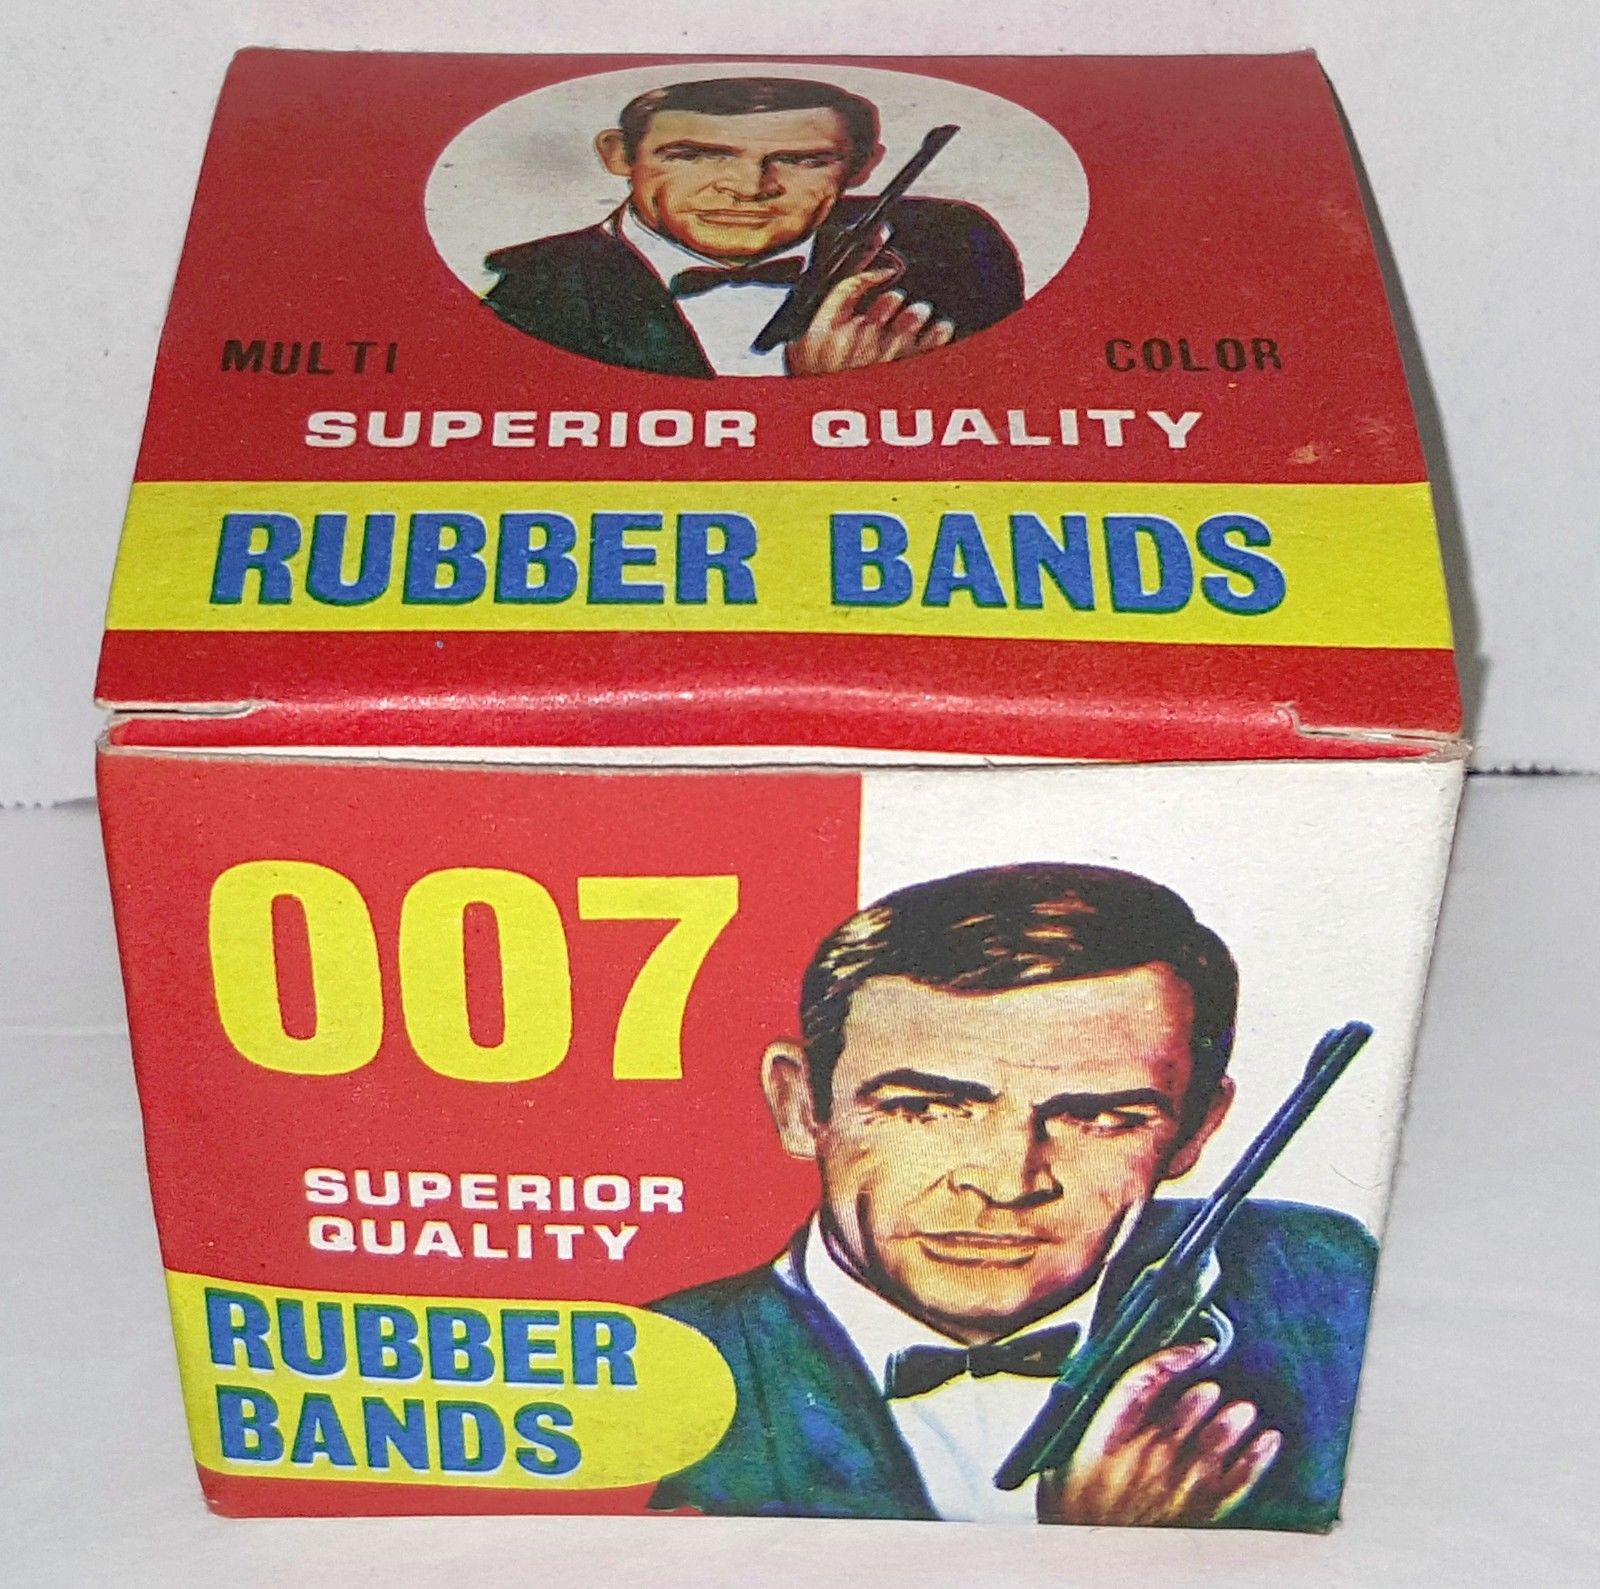 MULTI COLOR
SUPERIOR QUALITY
RUBBER BANDS
007
SUPERIOR
QUALITY
RUBBER
BANDS